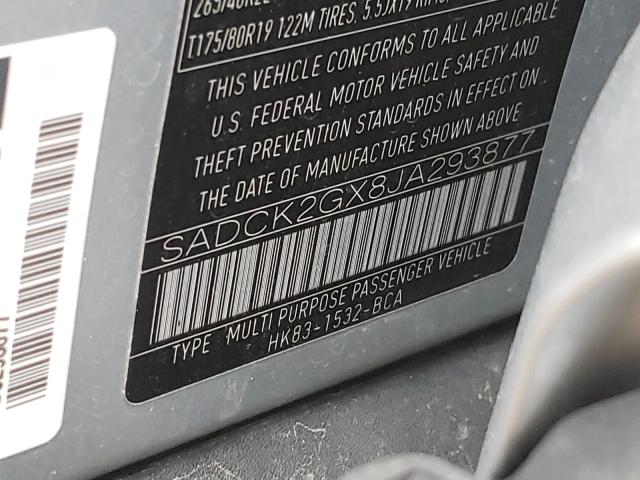 T175/80R19 122M TIRES. 5.5JX19
THIS VEHICLE CONFORMS TO ALL APPLICABLE
U.S. FEDERAL MOTOR VEHICLE SAFETY AND
THEFT PREVENTION STANDARDS IN EFFECT ON
THE DATE OF MANUFACTURE SHOWN ABOVE
SADCK2GX8JA293877
TYPE MULTI PURPOSE PASSENGER VEHICLE
HK83-1532-BCA